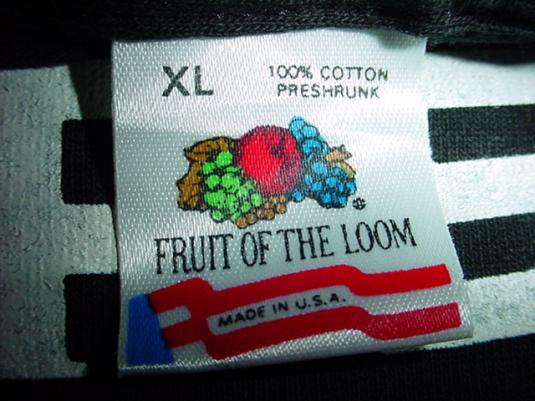 XL
100% COTTON
PRESHRUNK
FRUIT OF THE LOOM
MADE IN U.S.A.